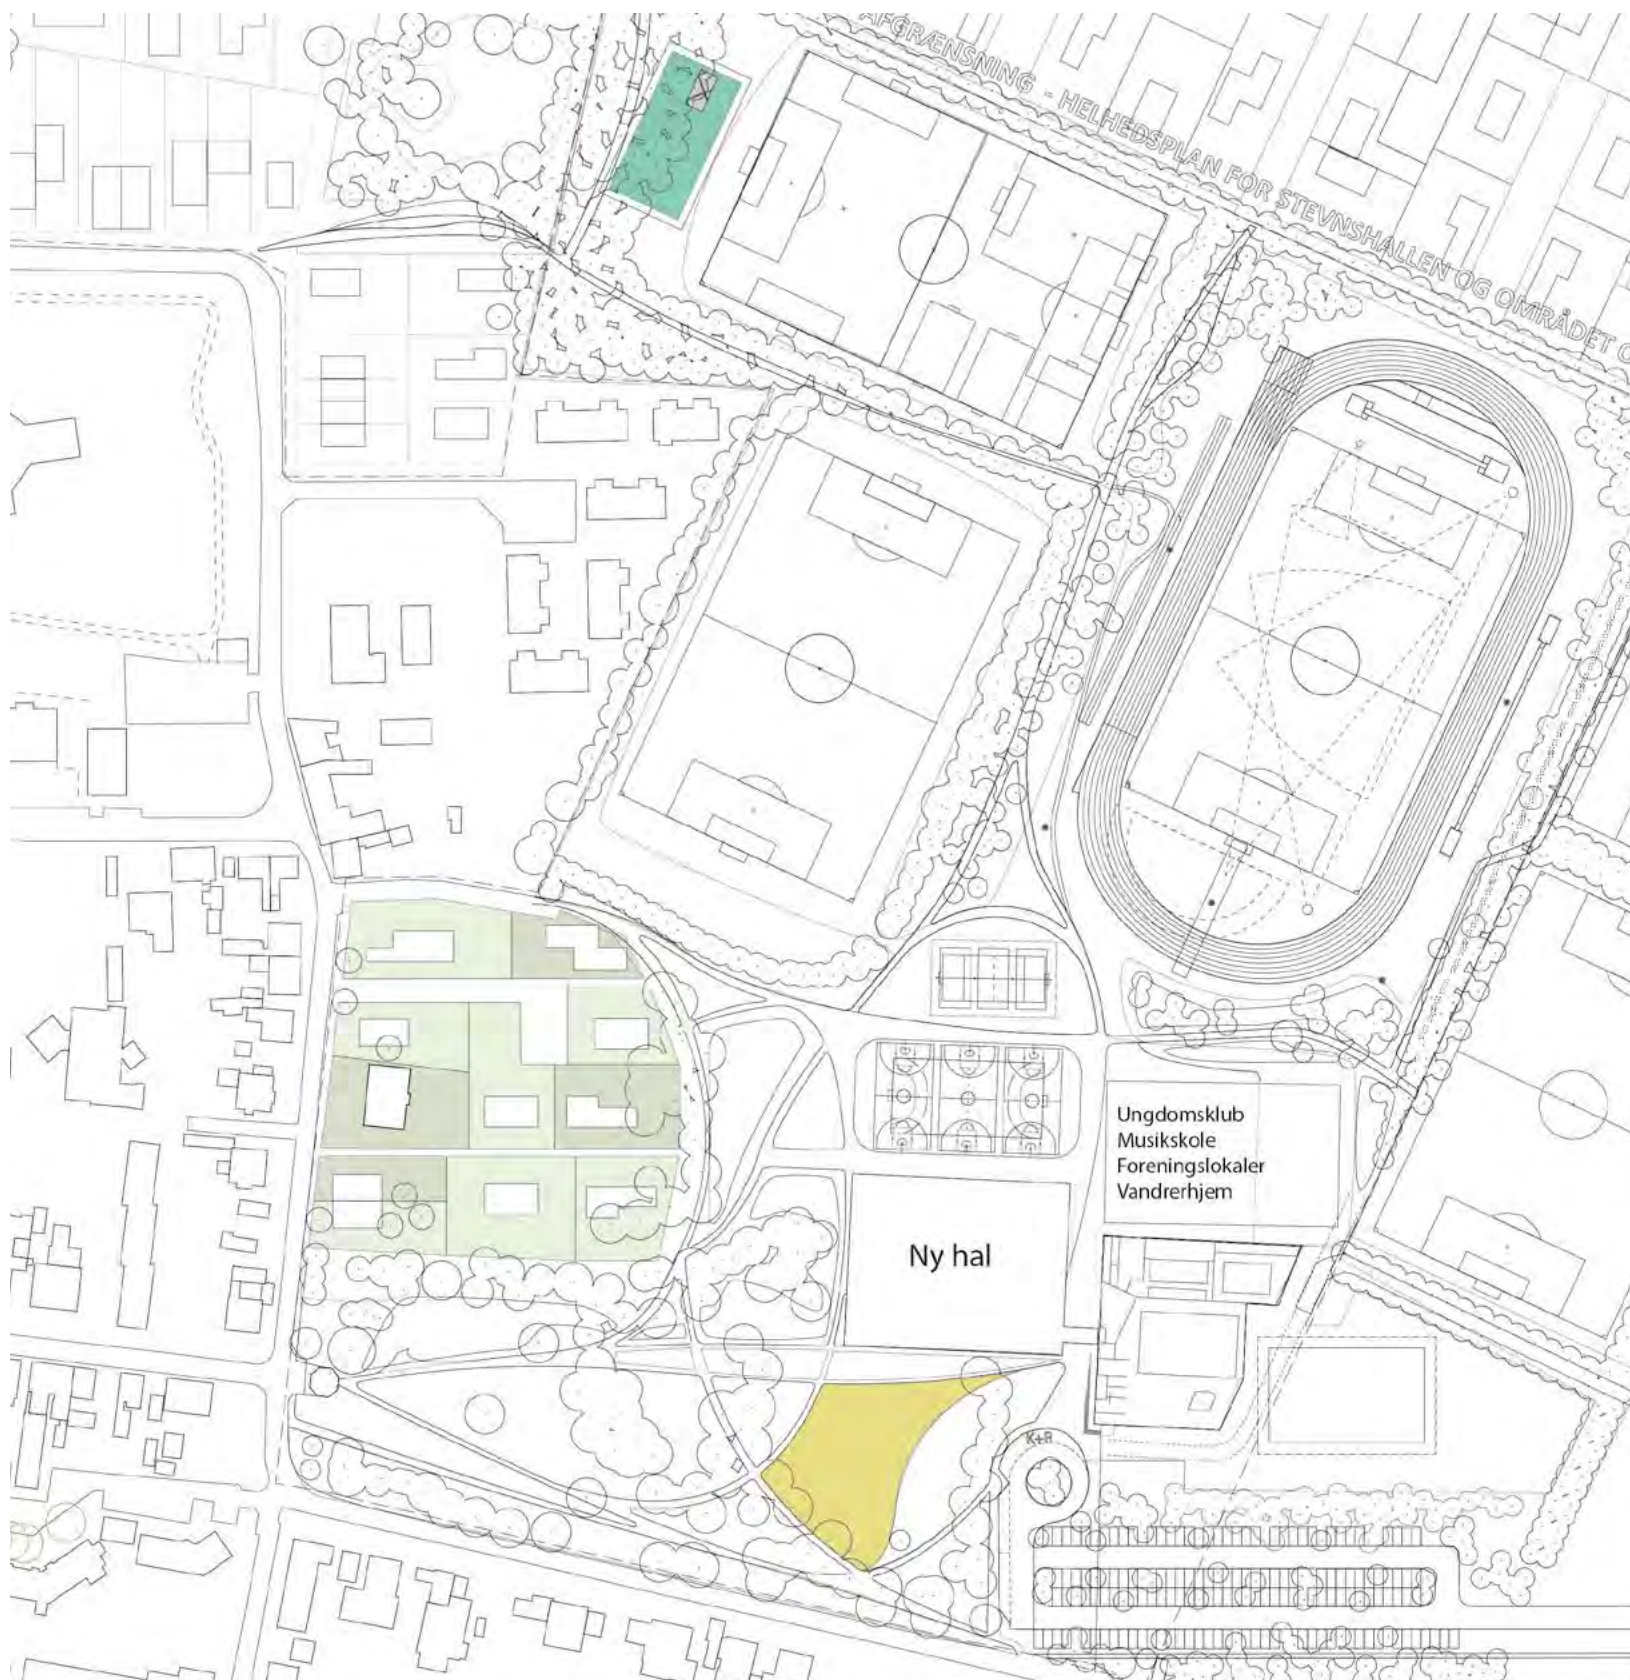 AFGRÆNSNING - HELHEDSPLAN FOR STEVNSHALLEN OG OMRÅDET O
Ungdomsklub
Musikskole
Foreningslokaler
Vandrerhjem
Ny hal
K+R